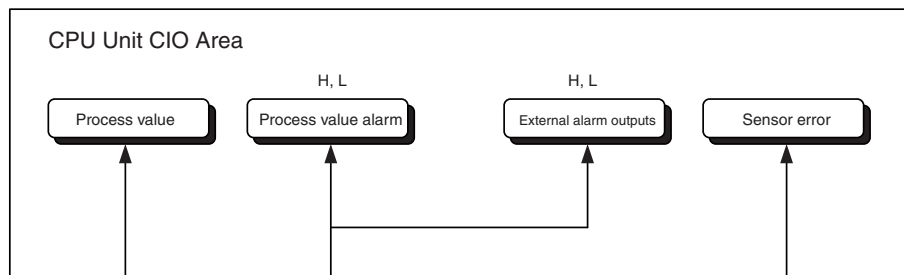 CPU Unit CIO Area
H, L
H, L
Process value
Process value alarm
External alarm outputs
Sensor error